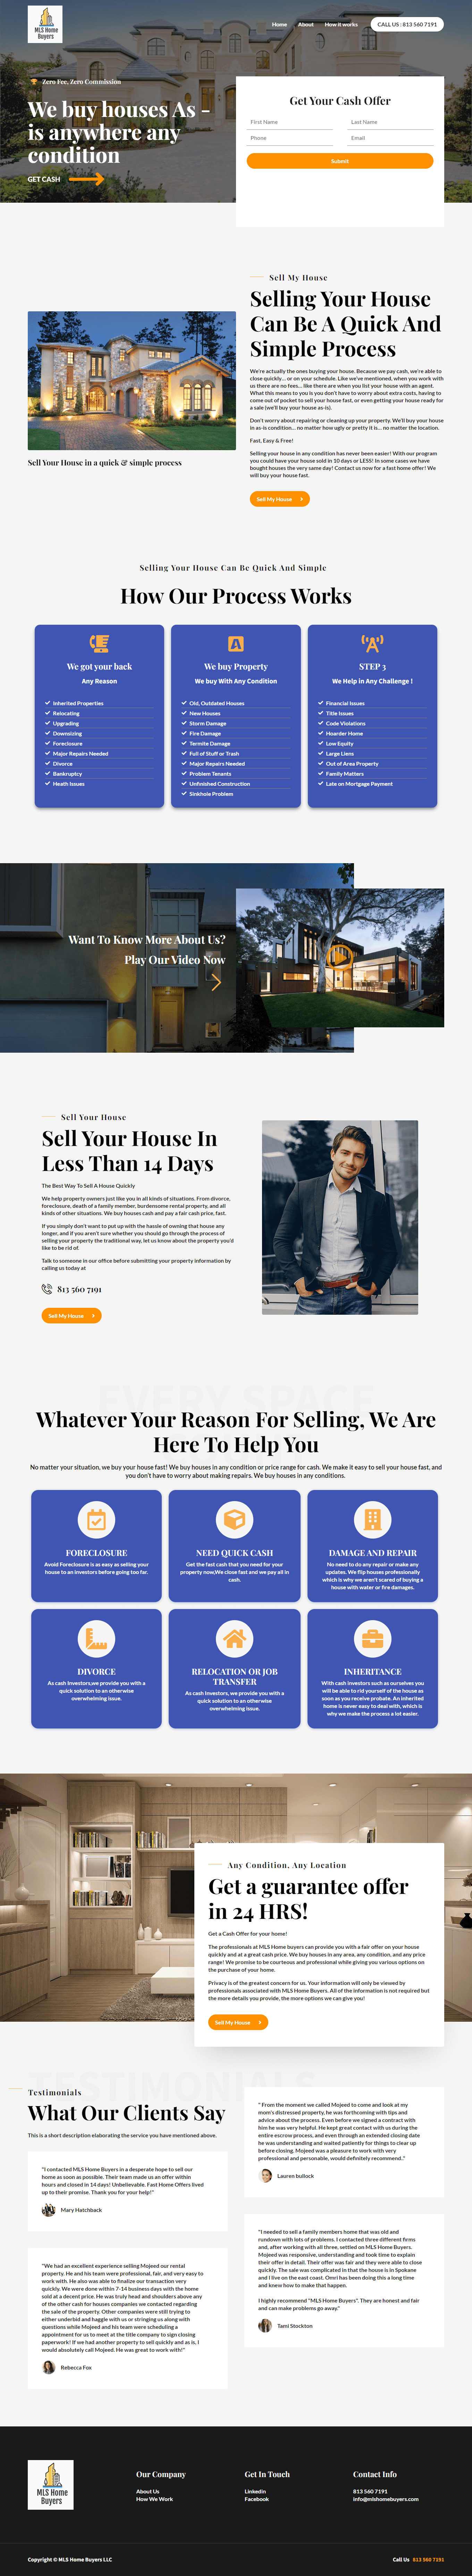 MLS Home
Buyers
Home
About
How it works
CALL US : 813 560 7191
Zero Fee, Zero Commission
We buy houses As -
is anywhere any
condition
GET CASH
Get Your Cash Offer
First Name
Last Name
Phone
Email
Submit
Sell My House
Selling Your House
Can Be A Quick And
Simple Process
We're actually the ones buying your house. Because we pay cash, we're able to
close quickly... or on your schedule. Like we've mentioned, when you work with
us there are no fees... like there are when you list your house with an agent.
What this means to you is you don't have to worry about extra costs, having to
come out of pocket to sell your house fast, or even getting your house ready for
a sale (we'll buy your house as-is).
Don't worry about repairing or cleaning up your property. We'll buy your house
in as-is condition... no matter how ugly or pretty it is... no matter the location.
Fast, Easy & Free!
Selling your house in any condition has never been easier! With our program
you could have your house sold in 10 days or LESS! In some cases we have
bought houses the very same day! Contact us now for a fast home offer! We
will buy your house fast.
Sell My House
Sell Your House in a quick & simple process
Selling Your House Can Be Quick And Simple
How Our Process Works
We got your back
Any Reason
Inherited Properties
Relocating
Upgrading
Downsizing
Foreclosure
Major Repairs Needed
Divorce
Bankruptcy
Heath Issues
We buy Property
We buy With Any Condition
Old, Outdated Houses
New Houses
Storm Damage
Fire Damage
Termite Damage
Full of Stuff or Trash
Major Repairs Needed
Problem Tenants
Unfinished Construction
Sinkhole Problem
STEP 3
We Help in Any Challenge !
Financial Issues
Title Issues
Code Violations
Hoarder Home
Low Equity
Large Liens
Out of Area Property
Family Matters
Late on Mortgage Payment
Want To Know More About Us?
Play Our Video Now
Sell Your House
Sell Your House In
Less Than 14 Days
The Best Way To Sell A House Quickly
We help property owners just like you in all kinds of situations. From divorce,
foreclosure, death of a family member, burdensome rental property, and all
kinds of other situations. We buy houses cash and pay a fair cash price, fast.
If you simply don't want to put up with the hassle of owning that house any
longer, and if you aren't sure whether you should go through the process of
selling your property the traditional way, let us know about the property you'd
like to be rid of.
Talk to someone in our office before submitting your property information by
calling us today at
813 560 7191
Sell My House
EVERY SPACE
Whatever Your Reason For Selling, We Are
Here To Help You
No matter your situation, we buy your house fast! We buy houses in any condition or price range for cash. We make it easy to sell your house fast, and
you don't have to worry about making repairs. We buy houses in any conditions.
FORECLOSURE
Avoid Foreclosure is as easy as selling your
house to an investors before going too far.
NEED QUICK CASH
Get the fast cash that you need for your
property now,We close fast and we pay all in
cash.
DAMAGE AND REPAIR
No need to do any repair or make any
updates. We flip houses professionally
which is why we aren't scared of buying a
house with water or fire damages.
DIVORCE
As cash Investors,we provide you with a
quick solution to an otherwise
overwhelming issue.
RELOCATION OR JOB
TRANSFER
As cash Investors, we provide you with a
quick solution to an otherwise
overwhelming issue.
INHERITANCE
With cash investors such as ourselves you
will be able to rid yourself of the house as
soon as you receive probate. An inherited
home is never easy to deal with, which is
why we make the process a lot easier.
Any Condition, Any Location
Get a guarantee offer
in 24 HRS!
Get a Cash Offer for your home!
The professionals at MLS Home buyers can provide you with a fair offer on your house
quickly and at a great cash price. We buy houses in any area, any condition, and any price
range! We promise to be courteous and professional while giving you various options on
the purchase of your home.
Privacy is of the greatest concern for us. Your information will only be viewed by
professionals associated with MLS Home Buyers. All of the information is not required but
the more details you provide, the more options we can give you!
Sell My House
TESTIMONIALS
Testimonials
What Our Clients Say
This is a short description elaborating the service you have mentioned above.
"I contacted MLS Home Buyers in a desperate hope to sell our
home as soon as possible. Their team made us an offer within
hours and closed in 14 days! Unbelievable. Fast Home Offers lived
up to their promise. Thank you for your help!"
Mary Hatchback
"We had an excellent experience selling Mojeed our rental
property. He and his team were professional, fair, and very easy to
work with. He also was able to finalize our transaction very
quickly. We were done within 7-14 business days with the home
sold at a decent price. He was truly head and shoulders above any
of the other cash for homes companies we contacted regarding
the sale of the property. Other companies were still trying to
either underbid and haggle with us or stringing us along with
questions while Mojeed and his team were scheduling a
appointment for us to meet at the title company to sign closing
paperwork! If we had another property to sell quickly and as is, I
would absolutely call Mojeed. He was great to work with!"
Rebecca Fox
" From the moment we called Mojeed to come and look at my
mom's distressed property, he was forthcoming with tips and
advice about the process. Even before we signed a contract with
him he was very helpful. He kept great contact with us during the
entire escrow process, and even through an extended closing date
he was understanding and waited patiently for things to clear up
before closing. Mojeed was a pleasure to work with very
professional and personable, would definitely recommend."
Lauren bullock
"I needed to sell a family members home that was old and
rundown with lots of problems. I contacted three different firms
and, after working with all three, settled on MLS Home Buyers.
Mojeed was responsive, understanding and took time to explain
their offer in detail. Their offer was fair and they were able to close
quickly. The sale was complicated in that the house is in Spokane
and I live on the east coast. Omri has been doing this a long time
and knew how to make that happen.
I highly recommend "MLS Home Buyers". They are honest and fair
and can make problems go away."
Tami Stockton
MLS Home
Buyers
Our Company
About Us
How We Work
Get In Touch
Linkedin
Facebook
Contact Info
813 560 7191
info@mlshomebuyers.com
Copyright © MLS Home Buyers LLC
Call Us 813 560 7191